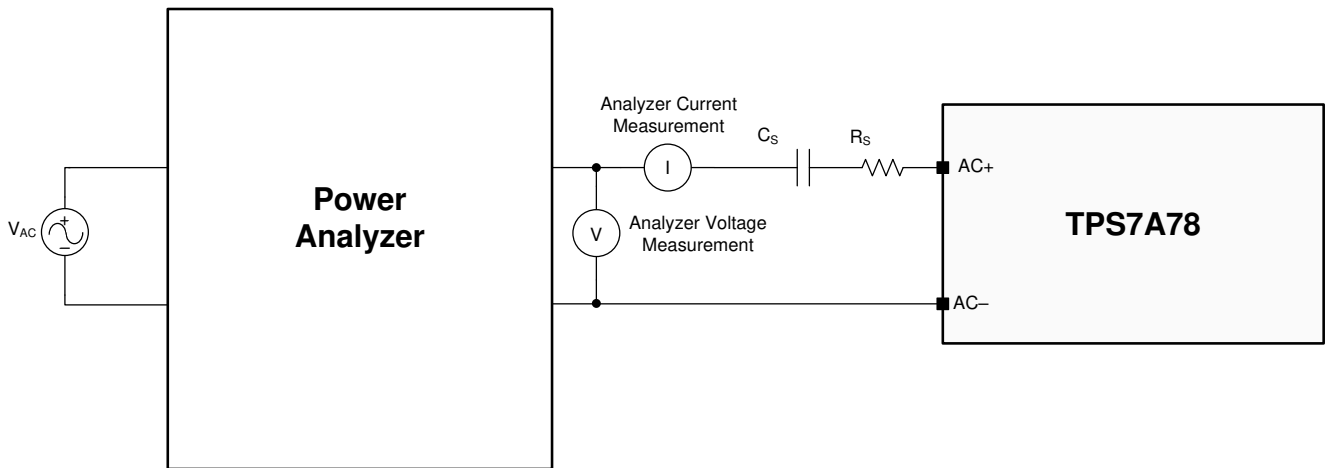 Analyzer Current
Measurement
C_S
R_S
I
AC+
V_AC
+
–
Power
Analyzer
V
Analyzer Voltage
Measurement
TPS7A78
AC–